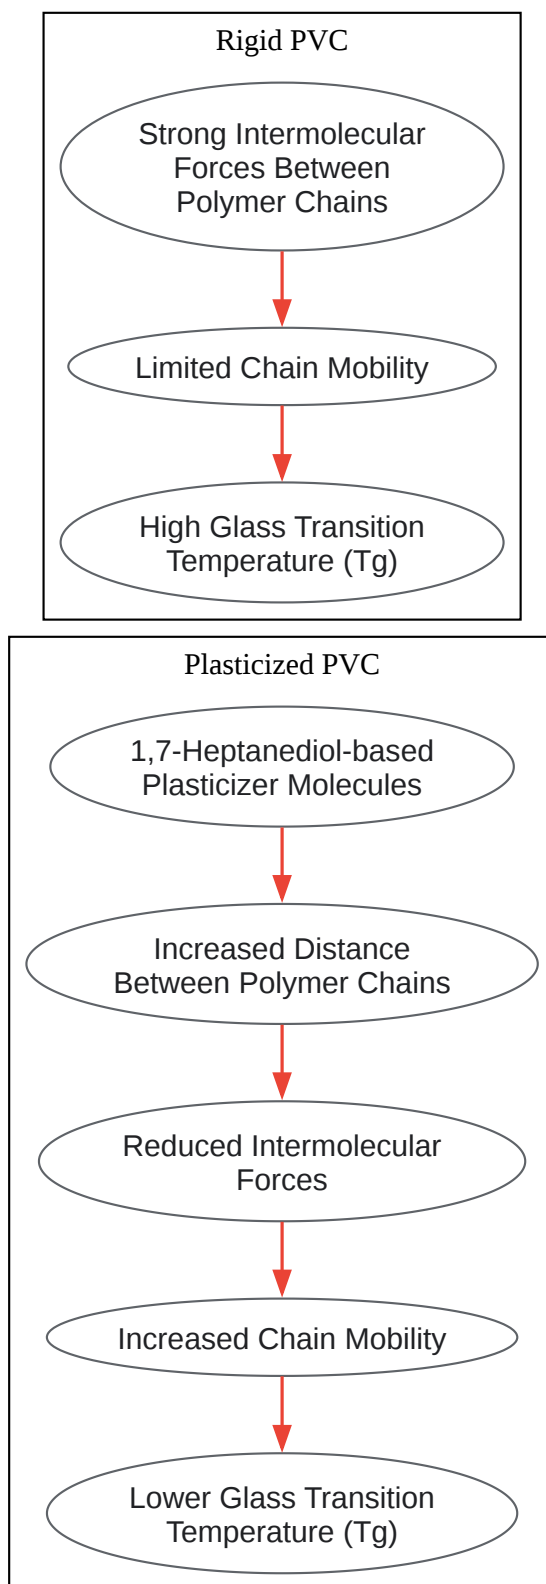 Rigid PVC
Strong Intermolecular
Forces Between
Polymer Chains
Limited Chain Mobility
High Glass Transition
Temperature (Tg)
Plasticized PVC
1,7-Heptanediol-based
Plasticizer Molecules
Increased Distance
Between Polymer Chains
Reduced Intermolecular
Forces
Increased Chain Mobility
Lower Glass Transition
Temperature (Tg)